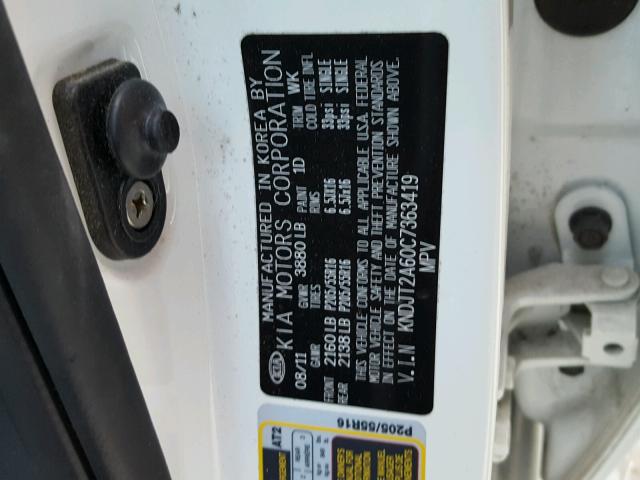 MANUFACTURED IN KOREA BY
KIA KIA MOTORS CORPORATION
08/11 GVWR 3880 LB PAINT 1D TRIM WK
GAWR TIRES RIMS COLD TIRE INFL
FRONT 2160 LB P205/55R16 6.5JX16 33psi SINGLE
REAR 2138 LB P205/55R16 6.5JX16 33psi SINGLE
THIS VEHICLE CONFORMS TO ALL APPLICABLE U.S.A. FEDERAL
MOTOR VEHICLE SAFETY AND THEFT PREVENTION STANDARDS
IN EFFECT ON THE DATE OF MANUFACTURE SHOWN ABOVE.
V.I.N KNDJT2A60C7363419
MPV
AT2
P205/55R16